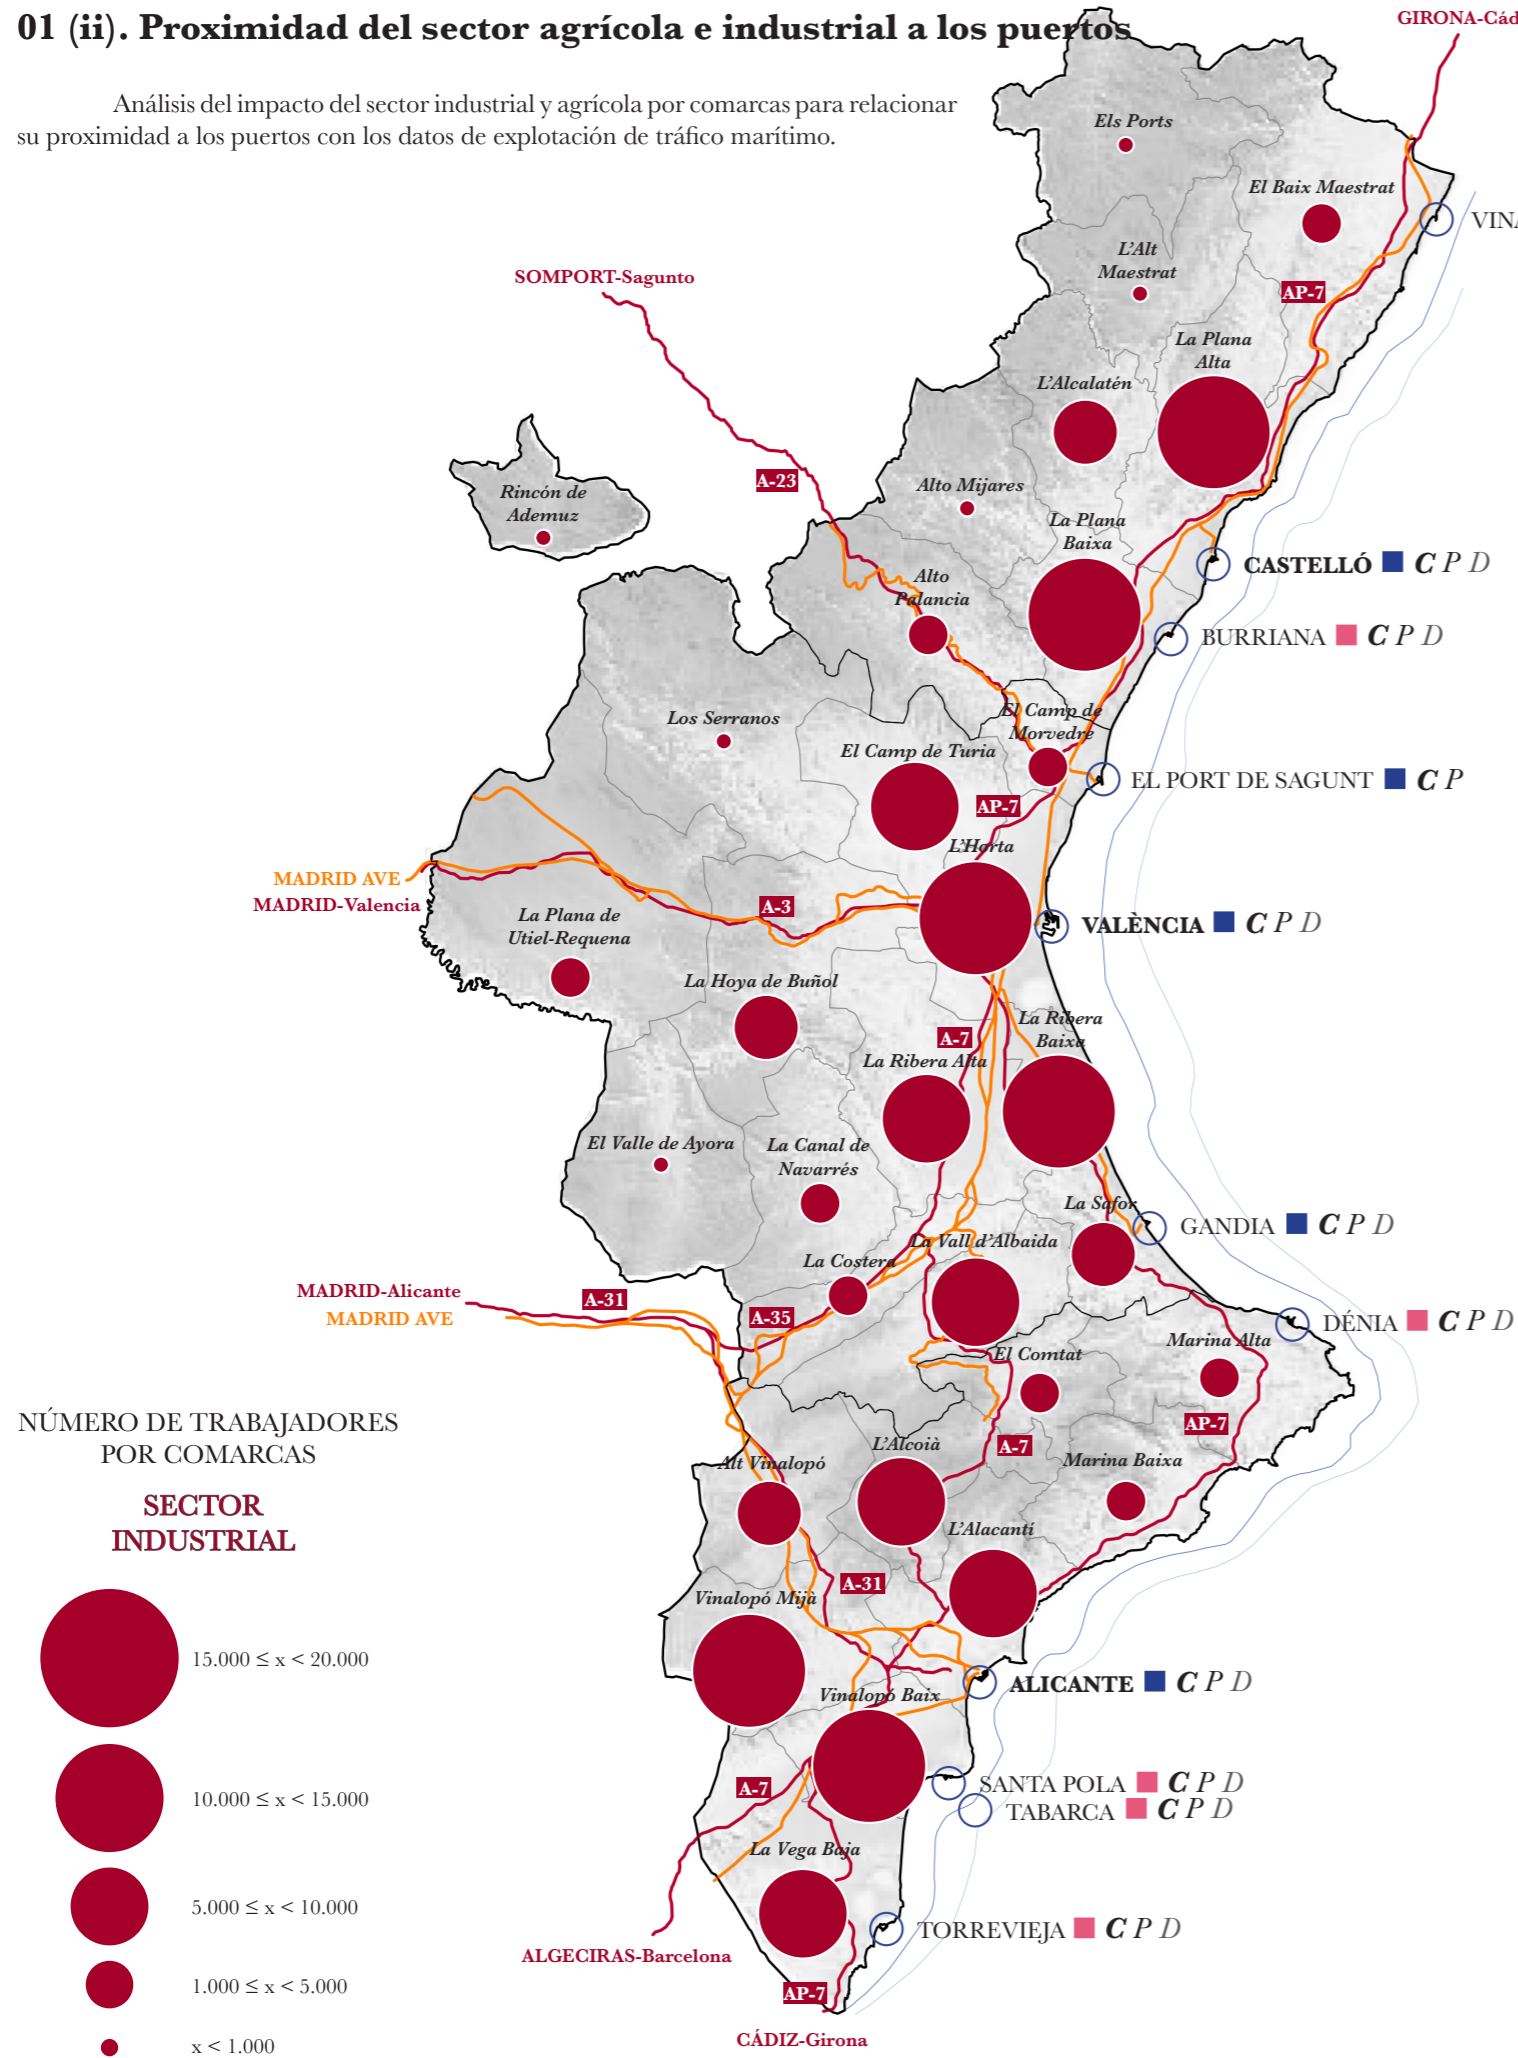 01 (ii). Proximidad del sector agrícola e industrial a los puertos
Análisis del impacto del sector industrial y agrícola por comarcas para relacionar
su proximidad a los puertos con los datos de explotación de tráfico marítimo.
GIRONA-Cád
Els Ports
El Baix Maestrat
VINA
L'Alt
Maestrat
SOMPORT-Sagunto
AP-7
La Plana
Alta
L'Alcalatén
A-23
Alto Mijares
Rincón de
Ademuz
La Plana
Baixa
CASTELLÓ C P D
Alto
Palancia
BURRIANA C P D
El Camp de
Morvedre
Los Serranos
El Camp de Turia
EL PORT DE SAGUNT C P
AP-7
L'Horta
MADRID AVE
MADRID-Valencia
A-3
La Plana de
Utiel-Requena
VALÈNCIA C P D
La Hoya de Buñol
La Ribera
Baixa
A-7
La Ribera Alta
El Valle de Ayora
La Canal de
Navarrés
La Safor
GANDIA C P D
La Vall d'Albaida
La Costera
MADRID-Alicante
MADRID AVE
A-31
A-35
DÉNIA C P D
Marina Alta
El Comtat
AP-7
A-7
L'Alcoià
Marina Baixa
Alt Vinalopó
L'Alacantí
A-31
Vinalopó Mijà
ALICANTE C P D
Vinalopó Baix
SANTA POLA C P D
TABARCA C P D
A-7
La Vega Baja
TORREVIEJA C P D
ALGECIRAS-Barcelona
AP-7
CÁDIZ-Girona
NÚMERO DE TRABAJADORES
POR COMARCAS
SECTOR
INDUSTRIAL
15.000 ≤ x < 20.000
10.000 ≤ x < 15.000
5.000 ≤ x < 10.000
1.000 ≤ x < 5.000
x < 1.000